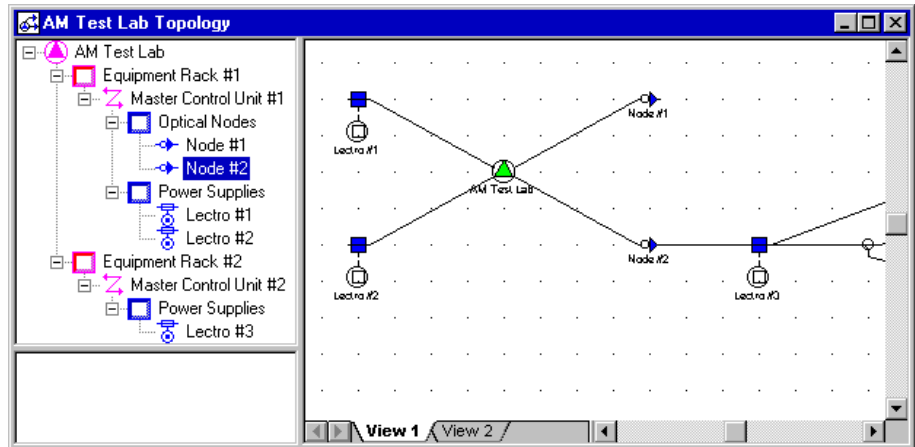 AM Test Lab Topology
AM Test Lab
Equipment Rack #1
Master Control Unit #1
Optical Nodes
Node #1
Node #2
Power Supplies
Lectro #1
Lectro #2
Equipment Rack #2
Master Control Unit #2
Power Supplies
Lectro #3
Node #1
Lectro #1
AM Test Lab
Node #2
Lectro #2
Lectro #3
View 1
View 2